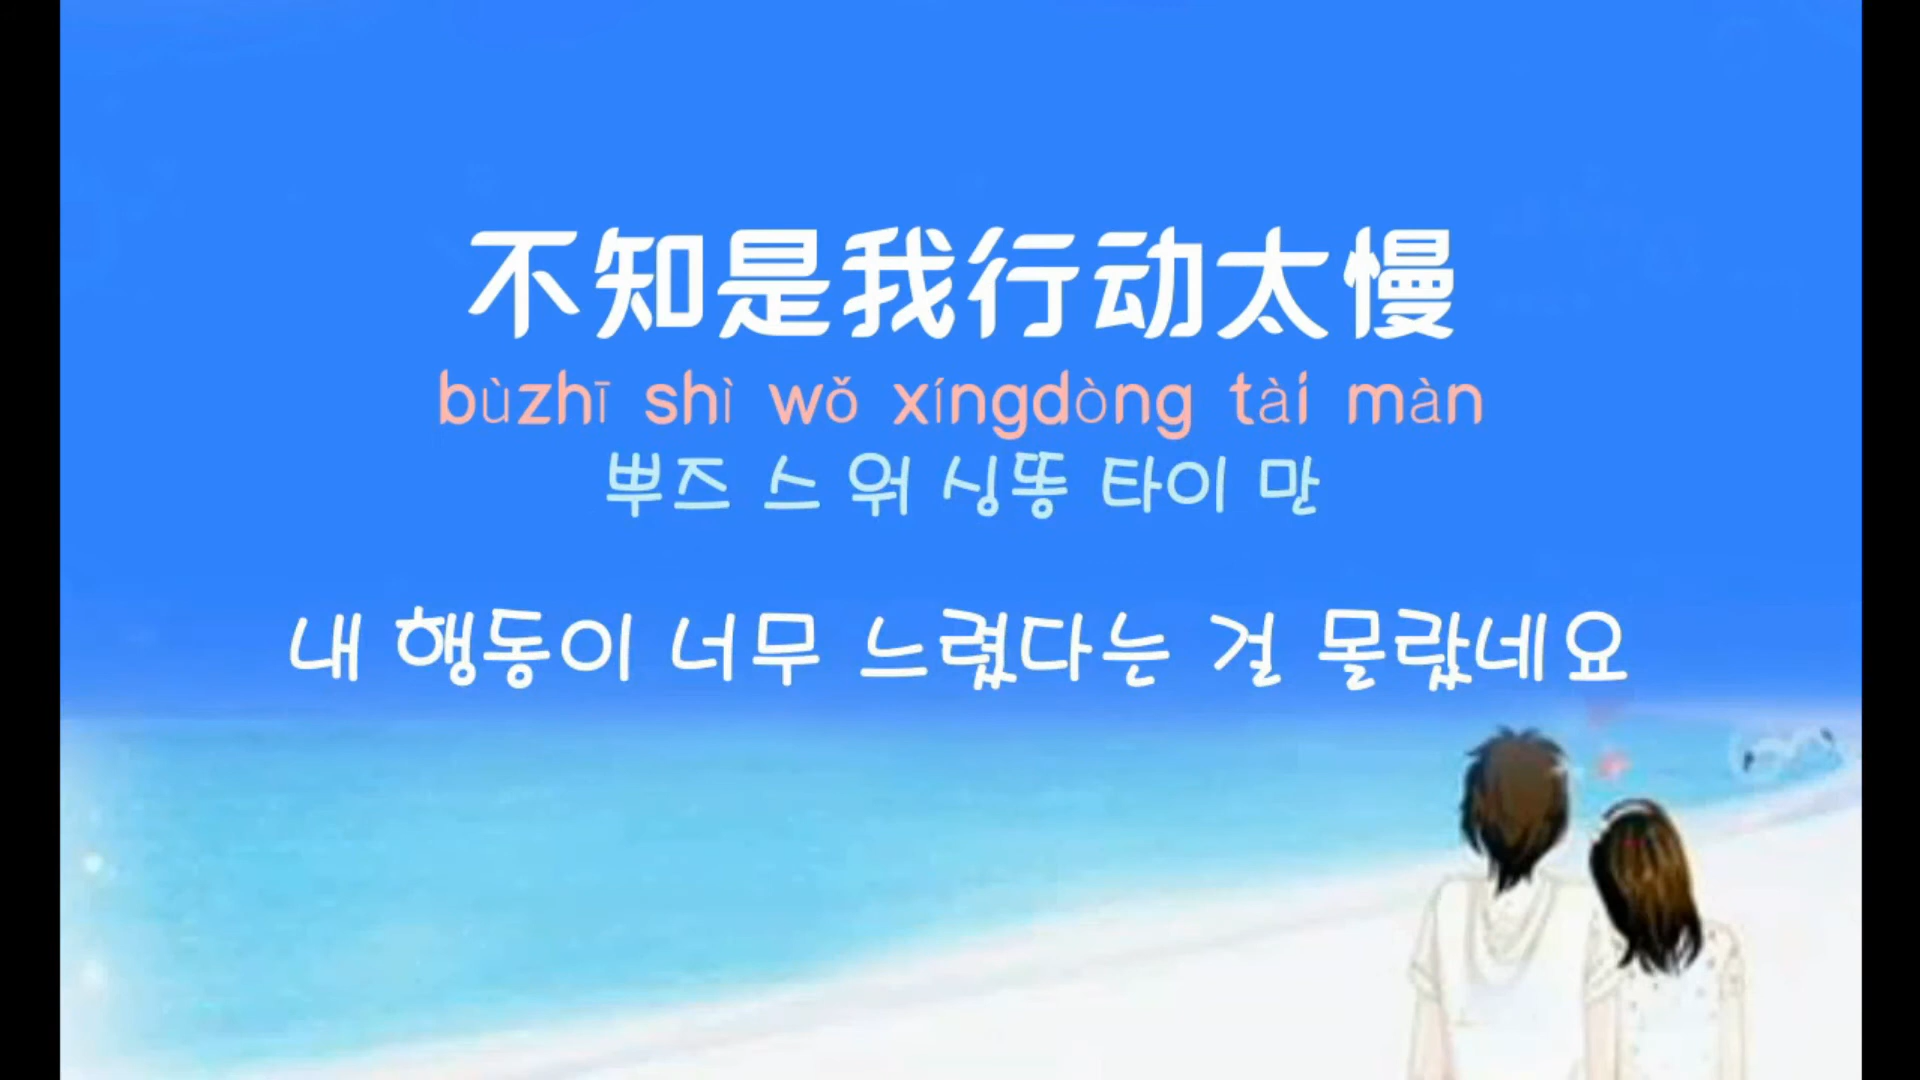 不知是我行动太慢
bùzhī shì wǒ xíngdòng tài màn
뿌즈 스 워 싱똥 타이 만
내 행동이 너무 느렸다는 걸 몰랐네요